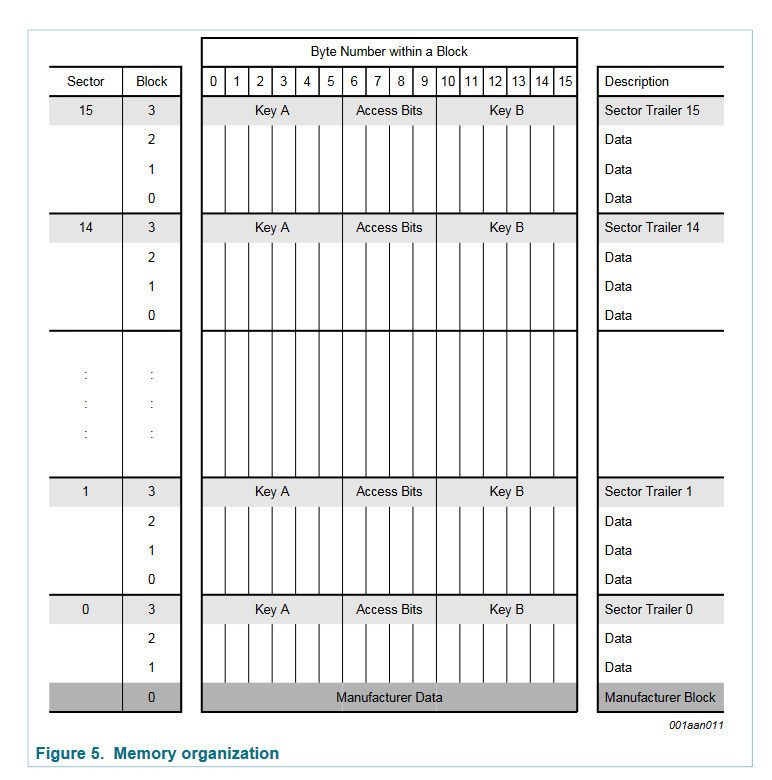 Byte Number within a Block
Sector Block 0 1 2 3 4 5 6 7 8 9 10 11 12 13 14 15 Description
15 3 Key A Access Bits Key B Sector Trailer 15
2 Data
1 Data
0 Data
14 3 Key A Access Bits Key B Sector Trailer 14
2 Data
1 Data
0 Data
: :
: :
: :
1 3 Key A Access Bits Key B Sector Trailer 1
2 Data
1 Data
0 Data
0 3 Key A Access Bits Key B Sector Trailer 0
2 Data
1 Data
0 Manufacturer Data Manufacturer Block
001aan011
Figure 5. Memory organization